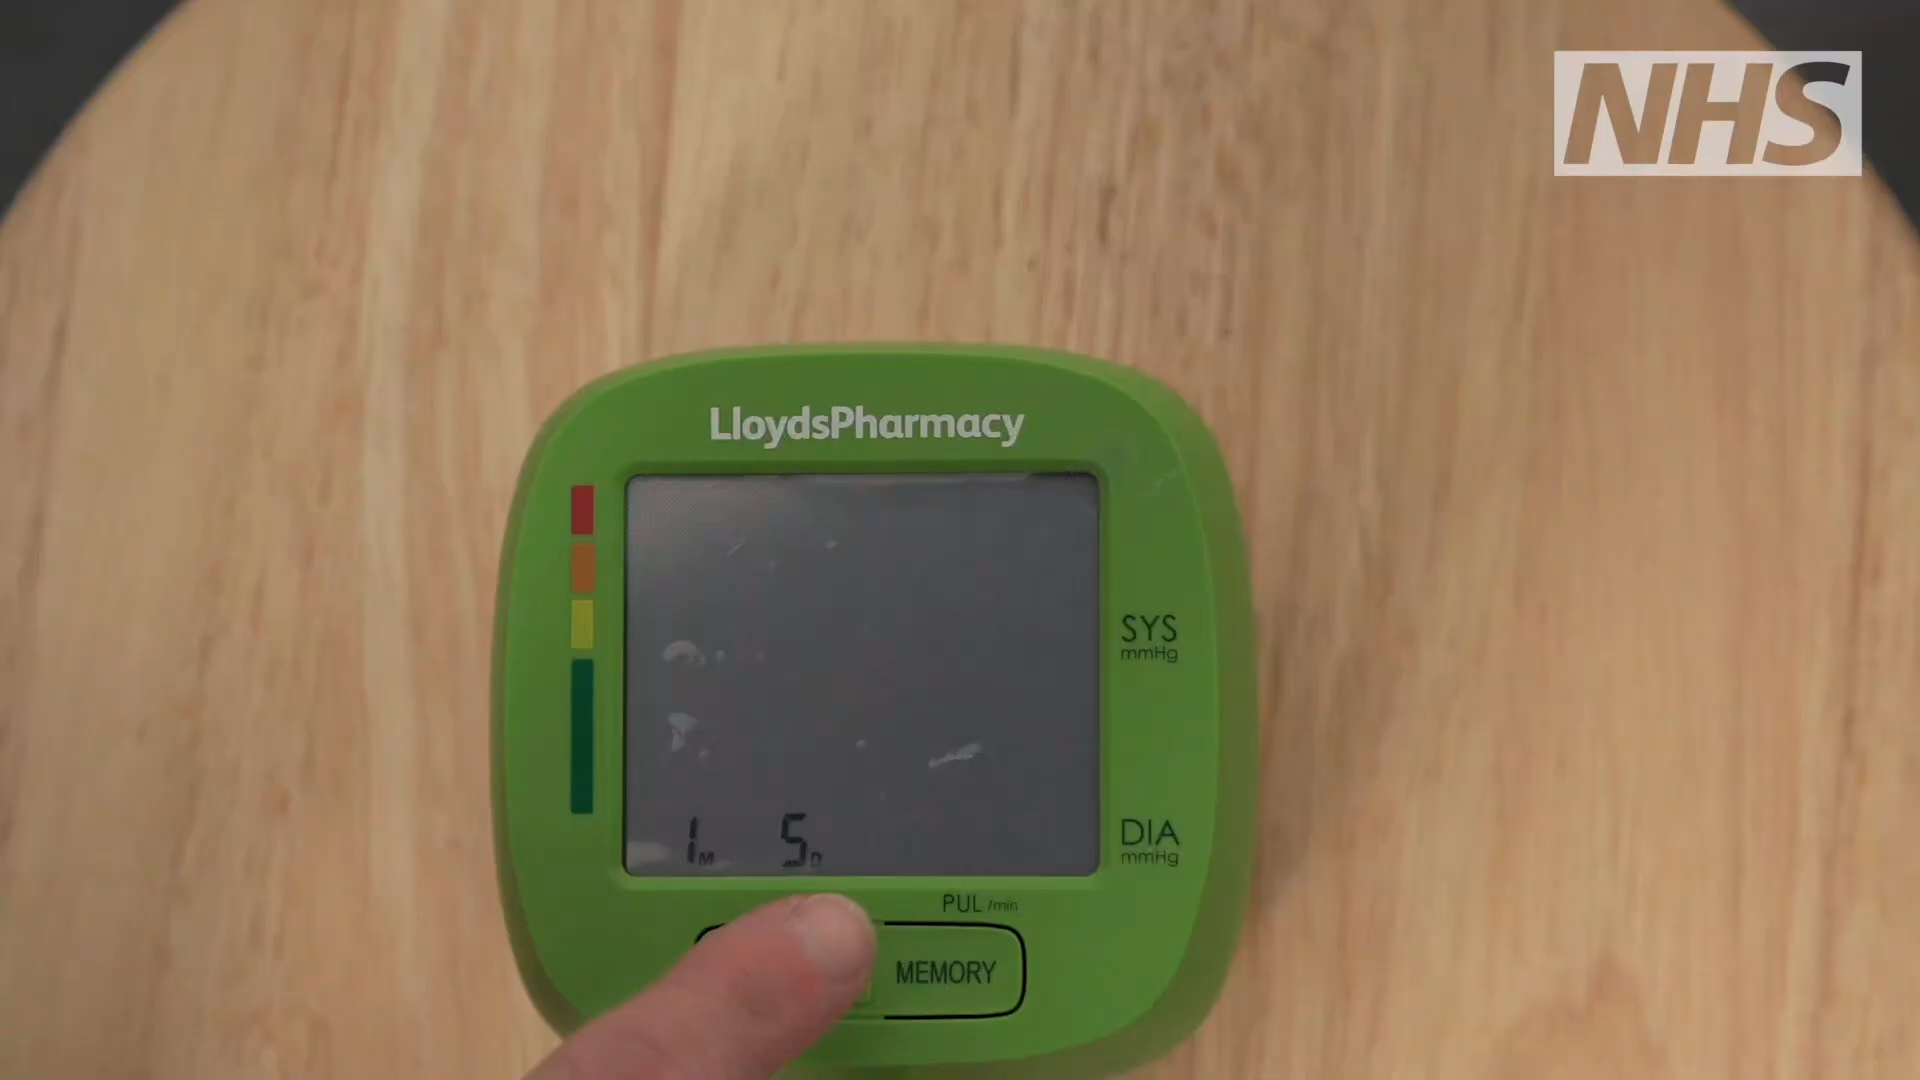 NHS
LloydsPharmacy
SYS
mmHg
1M 5D
DIA
mmHg
PUL /min
MEMORY